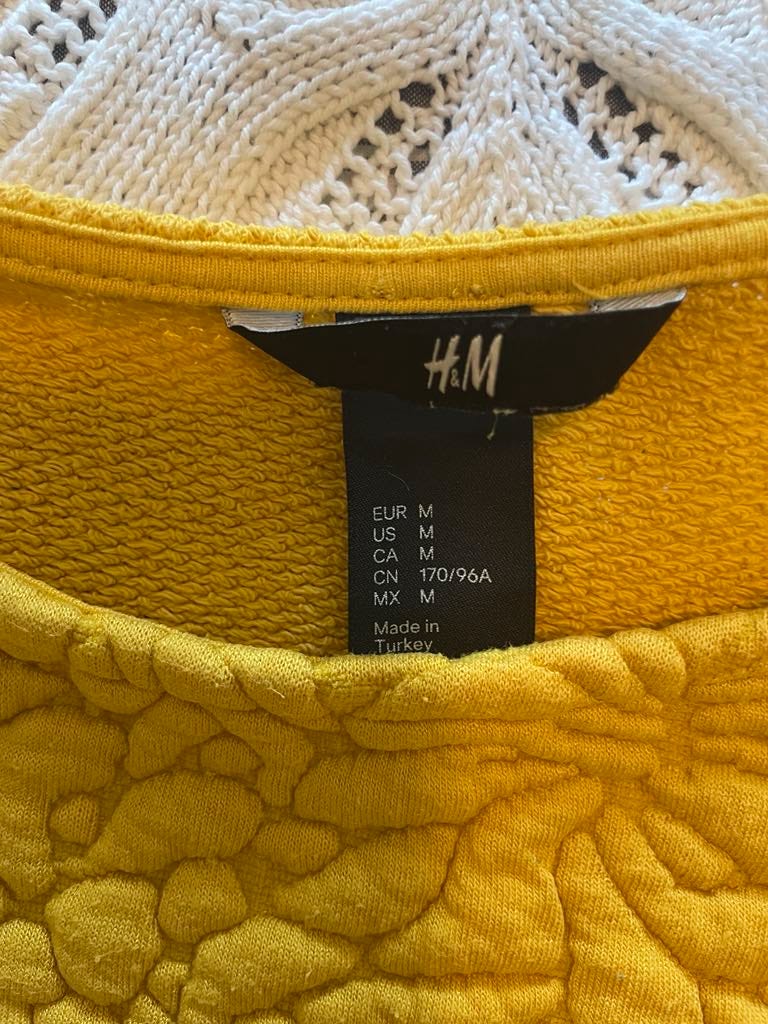 H&M
EUR M
US M
CA M
CN 170/96A
MX M
Made in
Turkey